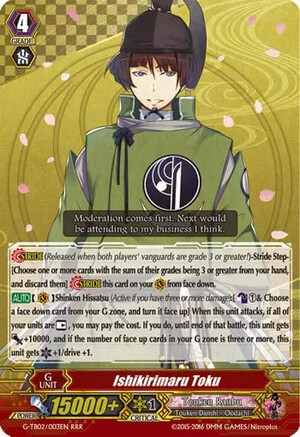 4
GRADE
Moderation comes first. Next would
be attending to my business I think.
STRIDE (Released when both players' vanguards are grade 3 or greater!)-Stride Step-
[Choose one or more cards with the sum of their grades being 3 or greater from your hand,
and discard them] STRIDE this card on your from face down.
[AUTO] Shinken Hissatsu (Active if you have three or more damage):[ & Choose
a face down card from your G zone, and turn it face up] When this unit attacks, if all of
your units are , you may pay the cost. If you do, until end of that battle, this unit gets
+10000, and if the number of face up cards in your G zone is three or more, this
unit gets +1/drive +1.
G
UNIT
Ishikirimaru Toku
POWER
15000+
1
CRITICAL
Touken Ranbu
Touken Danshi - Oodachi
G-TB02/003EN RRR
©2015-2016 DMM GAMES/Nitroplus